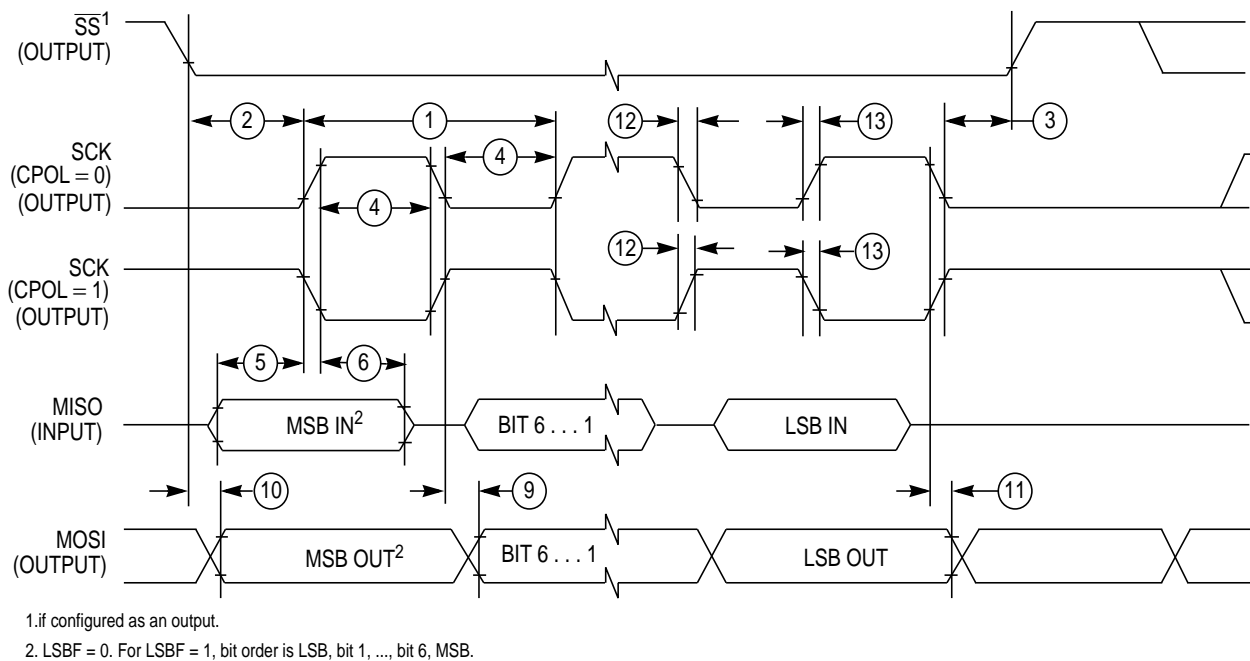 SS1
(OUTPUT)
2
1
12
13
3
SCK
(CPOL = 0)
(OUTPUT)
4
4
12
13
SCK
(CPOL = 1)
(OUTPUT)
5
6
MISO
(INPUT)
MSB IN2
BIT 6 . . . 1
LSB IN
10
9
11
MOSI
(OUTPUT)
MSB OUT2
BIT 6 . . . 1
LSB OUT
1.if configured as an output.
2. LSBF = 0. For LSBF = 1, bit order is LSB, bit 1, ..., bit 6, MSB.